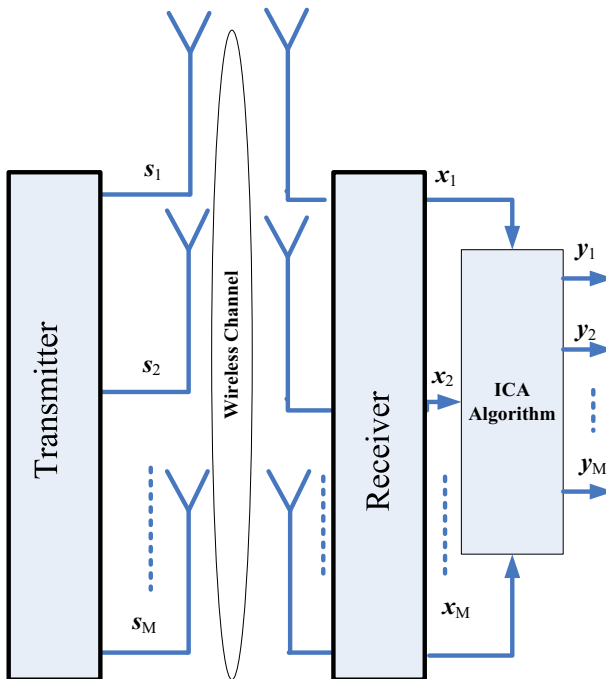 s1
s2
sM
Transmitter
Wireless Channel
Receiver
x1
x2
xM
ICA
Algorithm
y1
y2
yM